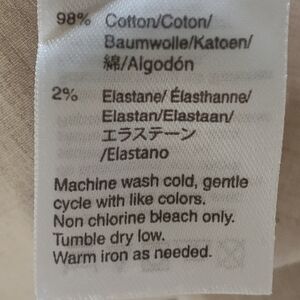 98% Cotton/Coton/
Baumwolle/Katoen/
綿/Algodón
2% Elastane/ Élasthanne/
Elastan/Elastaan/
エラステーン
/Elastano
Machine wash cold, gentle
cycle with like colors.
Non chlorine bleach only.
Tumble dry low.
Warm iron as needed.